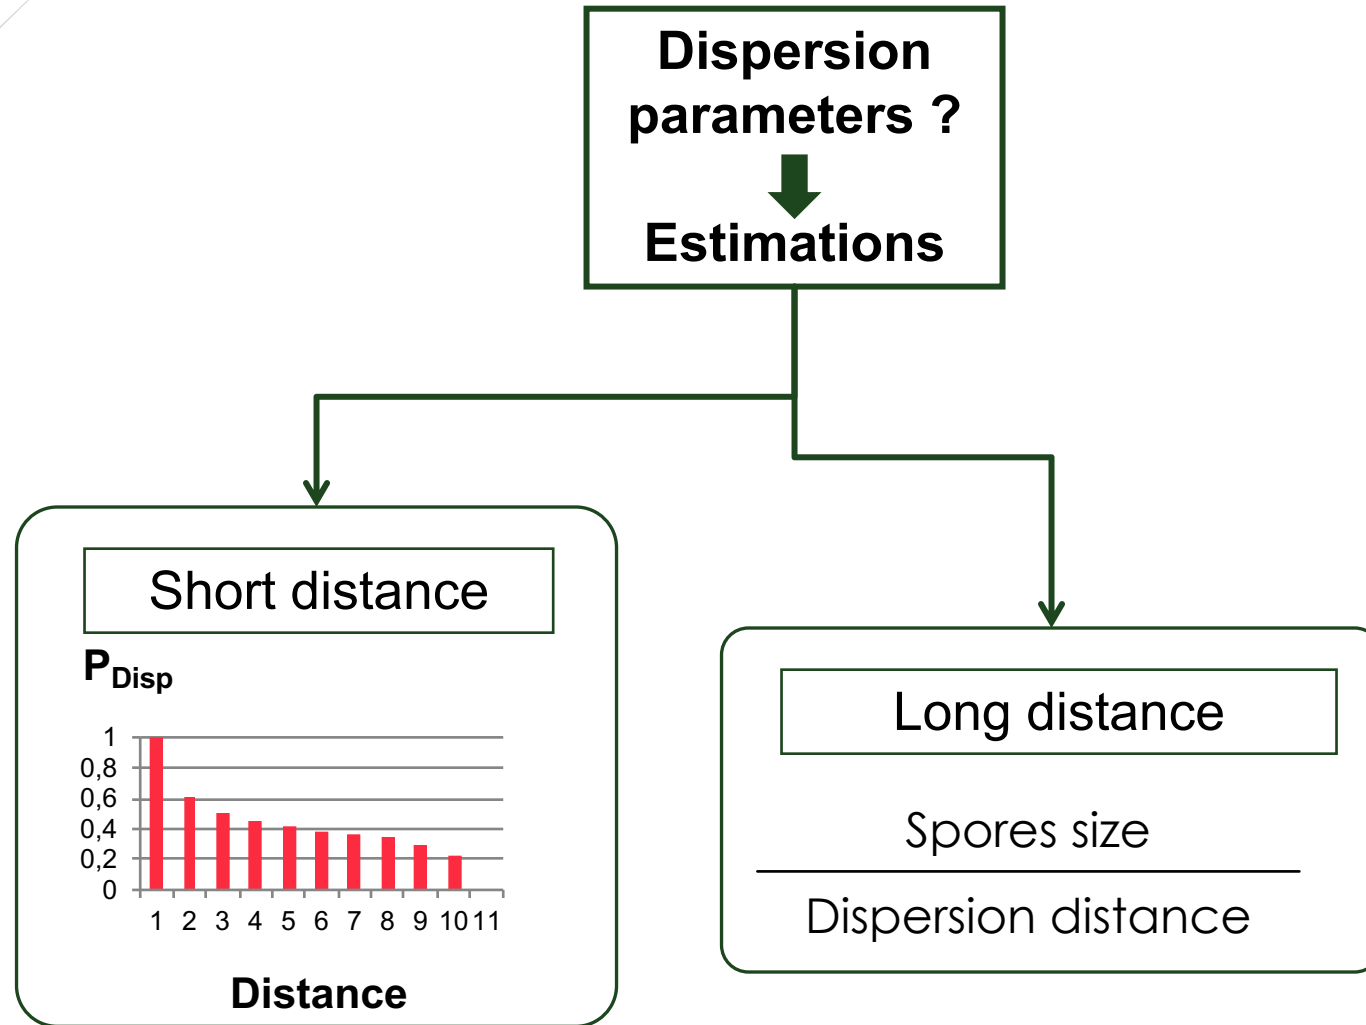 Dispersion
parameters ?
Estimations
Short distance
P_Disp
1
0,8
0,6
0,4
0,2
0
1 2 3 4 5 6 7 8 9 10 11
Distance
Long distance
Spores size
Dispersion distance